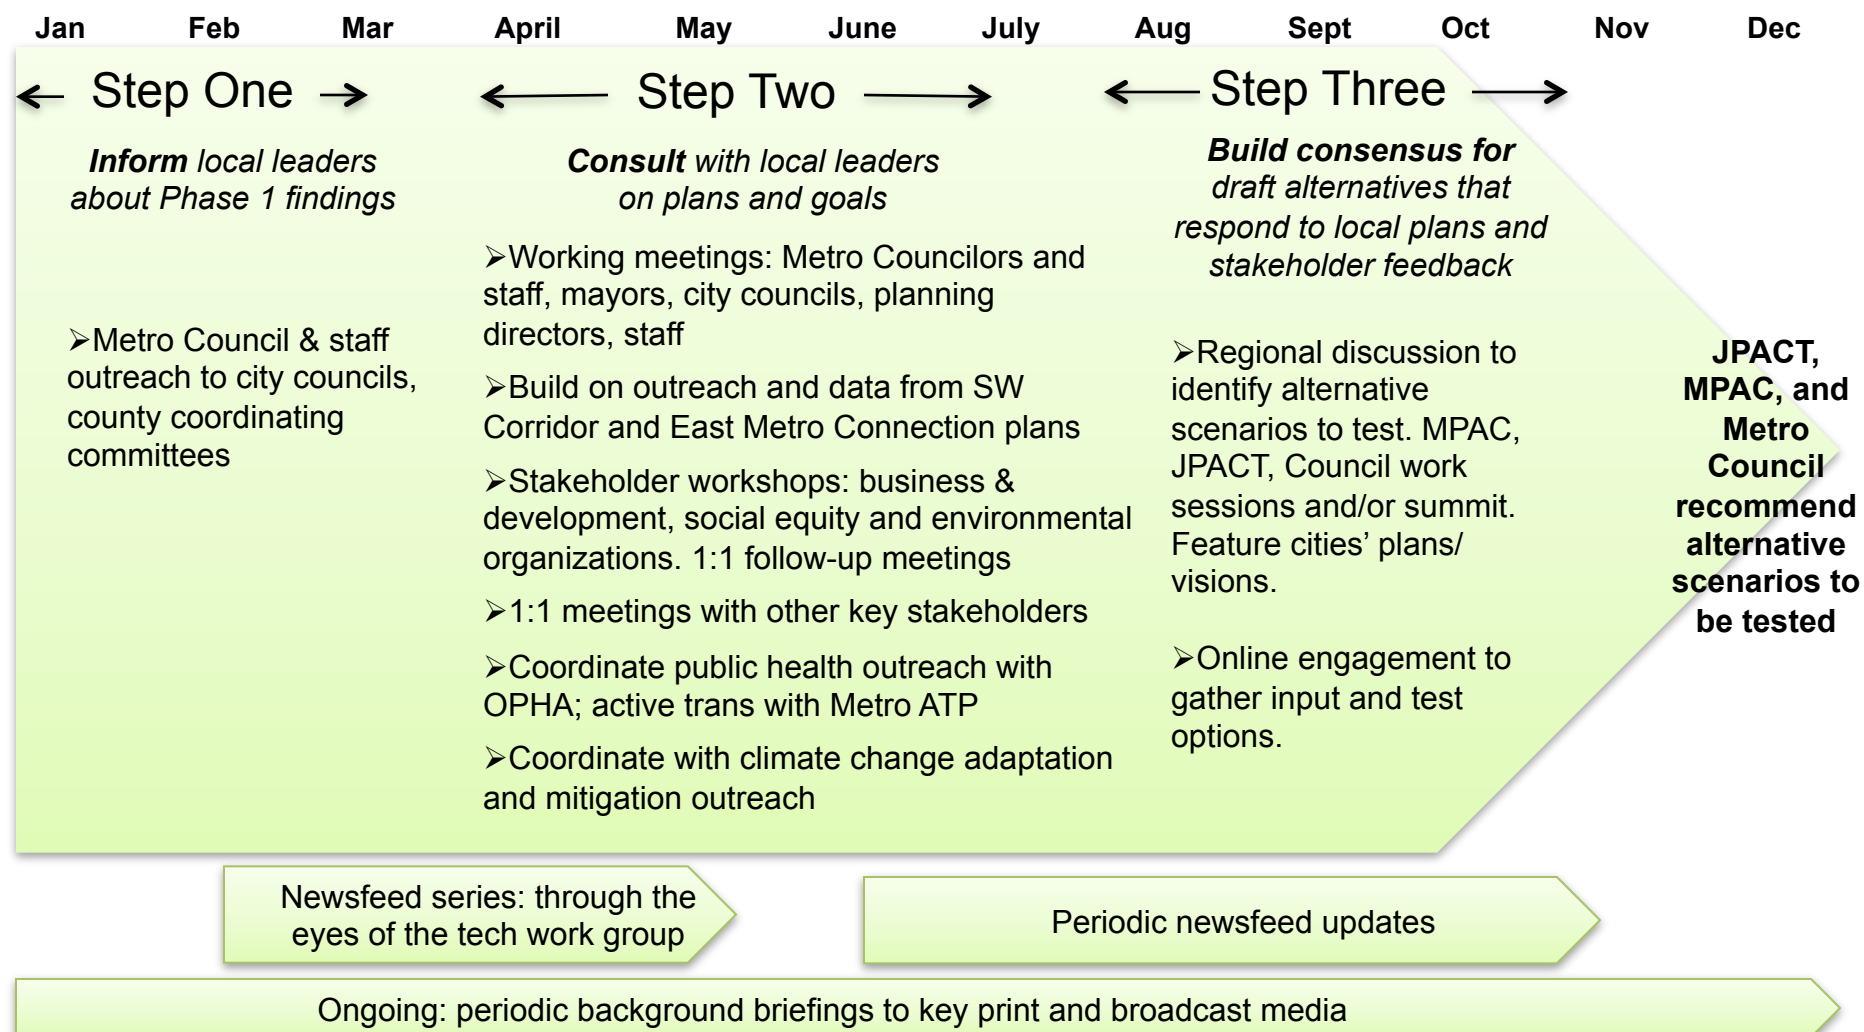 Jan Feb Mar April May June July Aug Sept Oct Nov Dec
Step One
Inform local leaders
about Phase 1 findings
➢Metro Council & staff
outreach to city councils,
county coordinating
committees
Step Two
Consult with local leaders
on plans and goals
➢Working meetings: Metro Councilors and
staff, mayors, city councils, planning
directors, staff
➢Build on outreach and data from SW
Corridor and East Metro Connection plans
➢Stakeholder workshops: business &
development, social equity and environmental
organizations. 1:1 follow-up meetings
➢1:1 meetings with other key stakeholders
➢Coordinate public health outreach with
OPHA; active trans with Metro ATP
➢Coordinate with climate change adaptation
and mitigation outreach
Step Three
Build consensus for
draft alternatives that
respond to local plans and
stakeholder feedback
➢Regional discussion to
identify alternative
scenarios to test. MPAC,
JPACT, Council work
sessions and/or summit.
Feature cities’ plans/
visions.
➢Online engagement to
gather input and test
options.
JPACT,
MPAC, and
Metro
Council
recommend
alternative
scenarios to
be tested
Newsfeed series: through the
eyes of the tech work group
Periodic newsfeed updates
Ongoing: periodic background briefings to key print and broadcast media